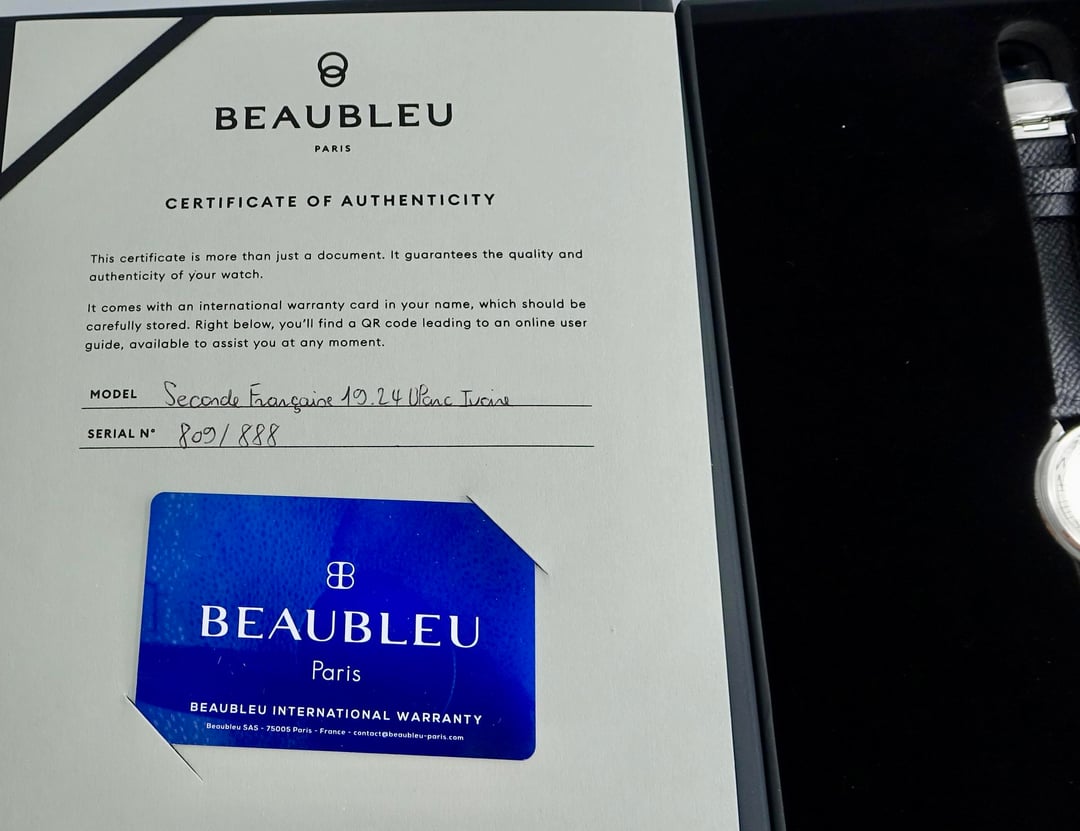 BEAUBLEU
PARIS
CERTIFICATE OF AUTHENTICITY
This certificate is more than just a document. It guarantees the quality and
authenticity of your watch.
It comes with an international warranty card in your name, which should be
carefully stored. Right below, you'll find a QR code leading to an online user
guide, available to assist you at any moment.
MODEL Seconde Française 19.24 Blanc Ivoire
SERIAL N° 809/888
BEAUBLEU
Paris
BEAUBLEU INTERNATIONAL WARRANTY
Beaubleu SAS - 75005 Paris - France - contact@beaubleu-paris.com